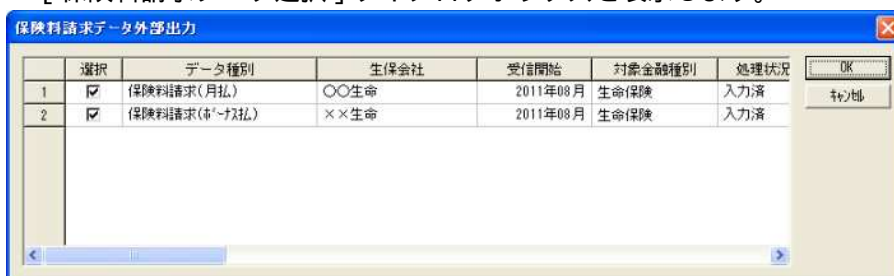 保険料請求データ外部出力
選択 データ種別 生保会社 受信開始 対象金融種別 処理状況 OK
1 保険料請求(月払) 〇〇生命 2011年08月 生命保険 入力済 ｷｬﾝｾﾙ
2 保険料請求(ﾎﾞｰﾅｽ払) ××生命 2011年08月 生命保険 入力済